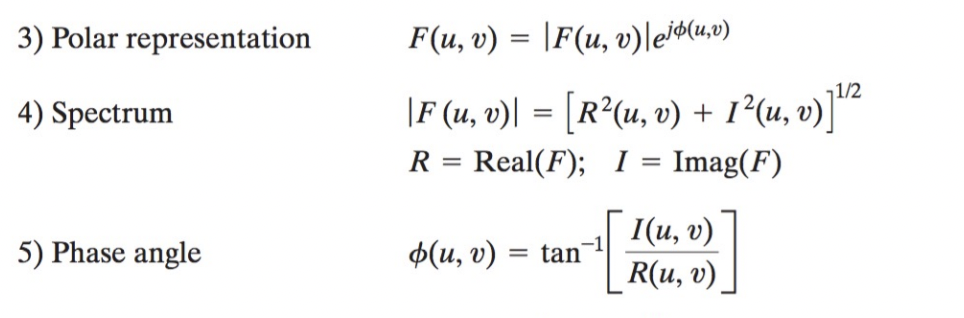 3) Polar representation F(u, v) = |F(u, v)|e^{jϕ(u,v)}
4) Spectrum |F(u, v)| = [R²(u, v) + I²(u, v)]^{1/2}
R = Real(F); I = Imag(F)
5) Phase angle ϕ(u, v) = tan⁻¹[I(u, v)/R(u, v)]